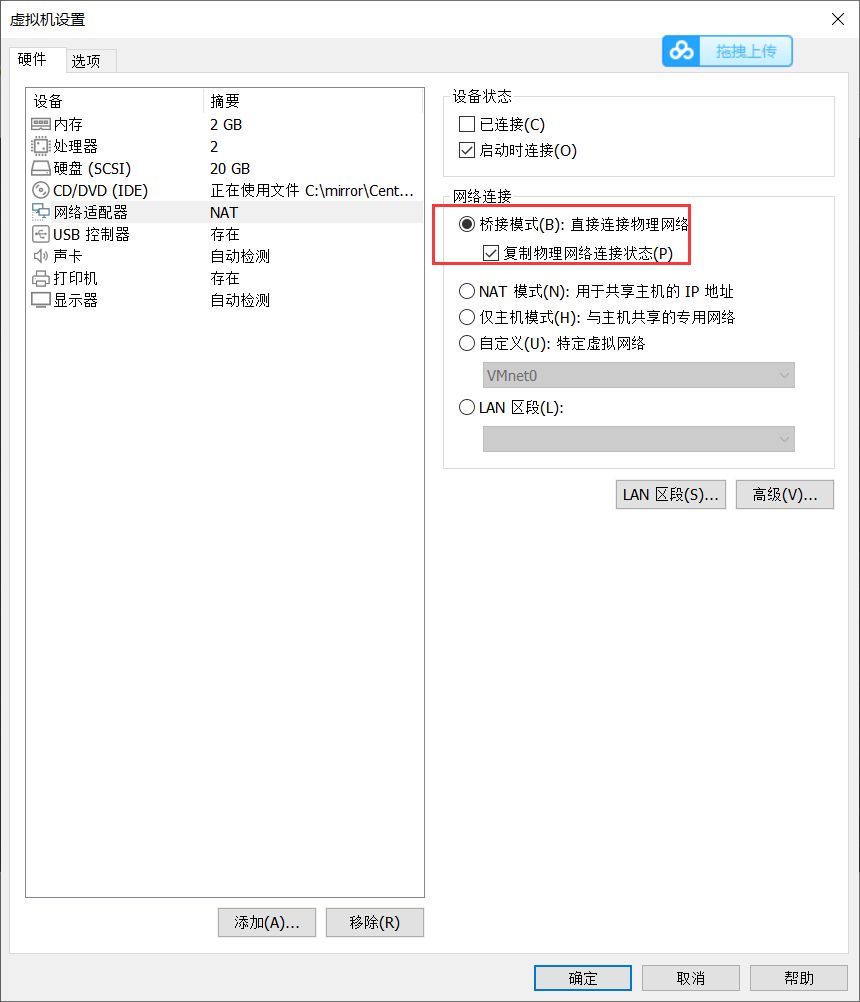 虚拟机设置
硬件
选项
拖拽上传
设备
摘要
内存
2 GB
处理器
2
硬盘 (SCSI)
20 GB
CD/DVD (IDE)
正在使用文件 C:\mirror\Cent...
网络适配器
NAT
USB 控制器
存在
声卡
自动检测
打印机
存在
显示器
自动检测
添加(A)...
移除(R)
设备状态
已连接(C)
启动时连接(O)
网络连接
桥接模式(B): 直接连接物理网络
复制物理网络连接状态(P)
NAT 模式(N): 用于共享主机的 IP 地址
仅主机模式(H): 与主机共享的专用网络
自定义(U): 特定虚拟网络
VMnet0
LAN 区段(L):
LAN 区段(S)...
高级(V)...
确定
取消
帮助